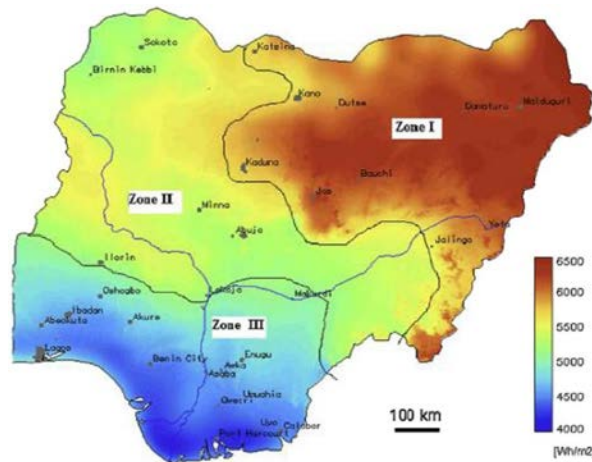 Sokoto
Katsina
Birnin Kebbi
Kano
Dutse
Damaturu
Maiduguri
Zone I
Kaduna
Bauchi
Jos
Zone II
Minna
Yola
Abuja
Jalingo
Ilorin
Oshogbo
Lokoja
Makurdi
Ibadan
Abeokuta
Akure
Zone III
Lagos
Benin City
Enugu
Awka
Asaba
Umuahia
Owerri
Uyo
Calabar
Port Harcourt
100 km
6500
6000
5500
5000
4500
4000
[Wh/m2